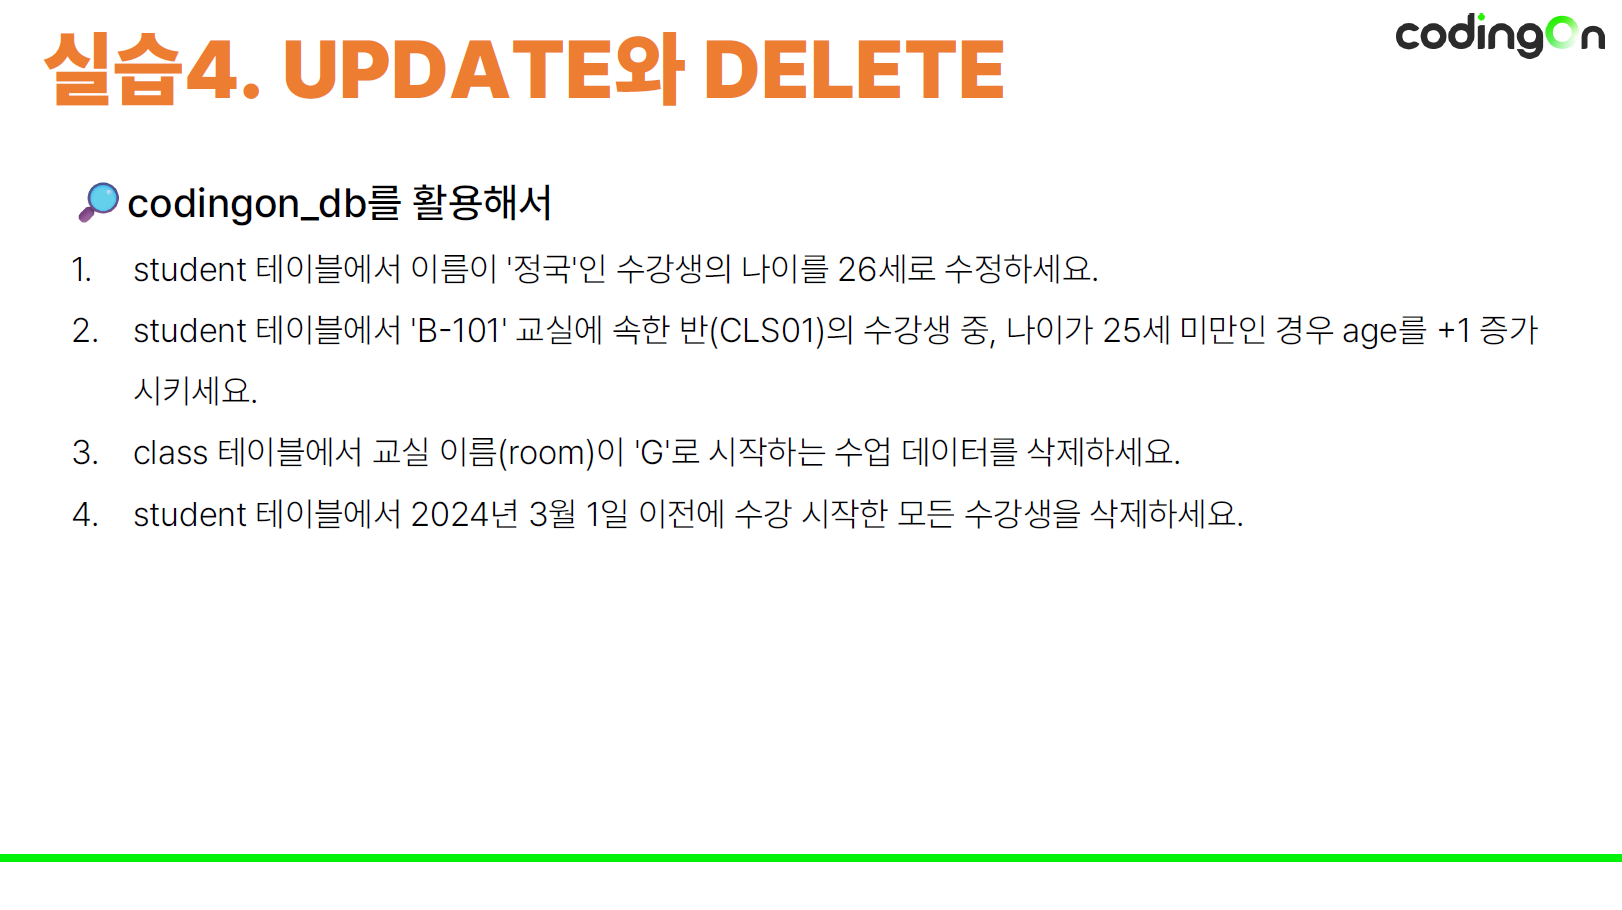 codingOn
실습4. UPDATE와 DELETE
codingon_db를 활용해서
1. student 테이블에서 이름이 '정국'인 수강생의 나이를 26세로 수정하세요.
2. student 테이블에서 'B-101' 교실에 속한 반(CLS01)의 수강생 중, 나이가 25세 미만인 경우 age를 +1 증가
시키세요.
3. class 테이블에서 교실 이름(room)이 'G'로 시작하는 수업 데이터를 삭제하세요.
4. student 테이블에서 2024년 3월 1일 이전에 수강 시작한 모든 수강생을 삭제하세요.